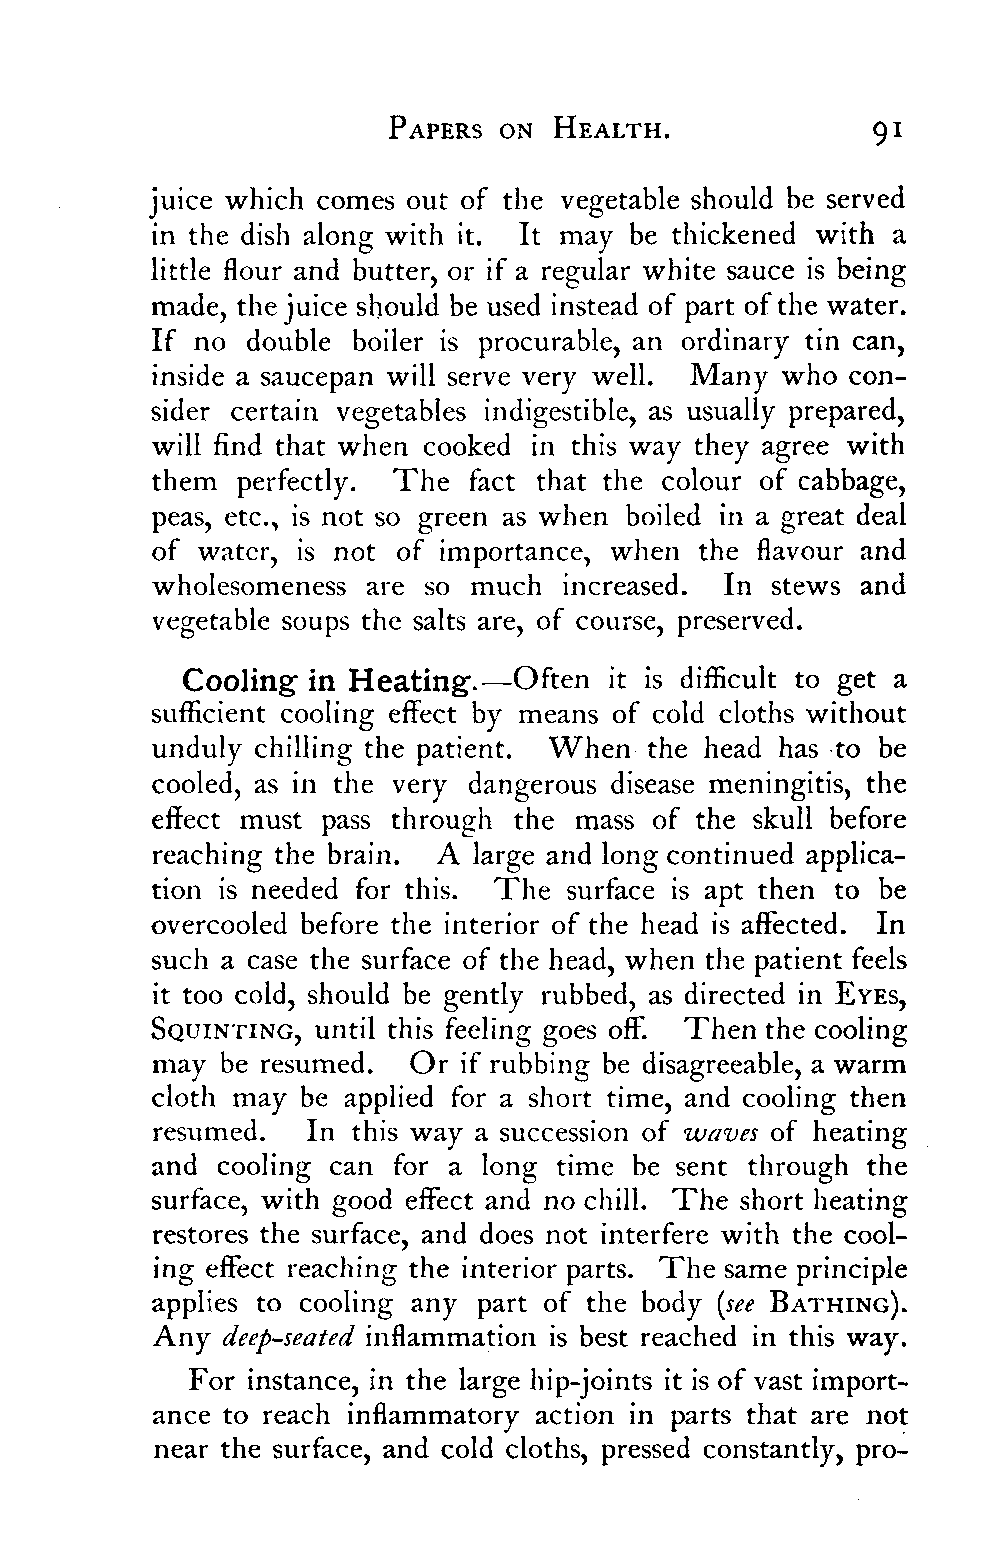 PAPERS ON HEALTH. 91
juice which comes out of the vegetable should be served
in the dish along with it. It may be thickened with a
little flour and butter, or if a regular white sauce is being
made, the juice should be used instead of part of the water.
If no double boiler is procurable, an ordinary tin can,
inside a saucepan will serve very well. Many who con-
sider certain vegetables indigestible, as usually prepared,
will find that when cooked in this way they agree with
them perfectly. The fact that the colour of cabbage,
peas, etc., is not so green as when boiled in a great deal
of water, is not of importance, when the flavour and
wholesomeness are so much increased. In stews and
vegetable soups the salts are, of course, preserved.
Cooling in Heating.—Often it is difficult to get a
sufficient cooling effect by means of cold cloths without
unduly chilling the patient. When the head has to be
cooled, as in the very dangerous disease meningitis, the
effect must pass through the mass of the skull before
reaching the brain. A large and long continued applica-
tion is needed for this. The surface is apt then to be
overcooled before the interior of the head is affected. In
such a case the surface of the head, when the patient feels
it too cold, should be gently rubbed, as directed in EYES,
SQUINTING, until this feeling goes off. Then the cooling
may be resumed. Or if rubbing be disagreeable, a warm
cloth may be applied for a short time, and cooling then
resumed. In this way a succession of waves of heating
and cooling can for a long time be sent through the
surface, with good effect and no chill. The short heating
restores the surface, and does not interfere with the cool-
ing effect reaching the interior parts. The same principle
applies to cooling any part of the body (see BATHING).
Any deep-seated inflammation is best reached in this way.
For instance, in the large hip-joints it is of vast import-
ance to reach inflammatory action in parts that are not
near the surface, and cold cloths, pressed constantly, pro-